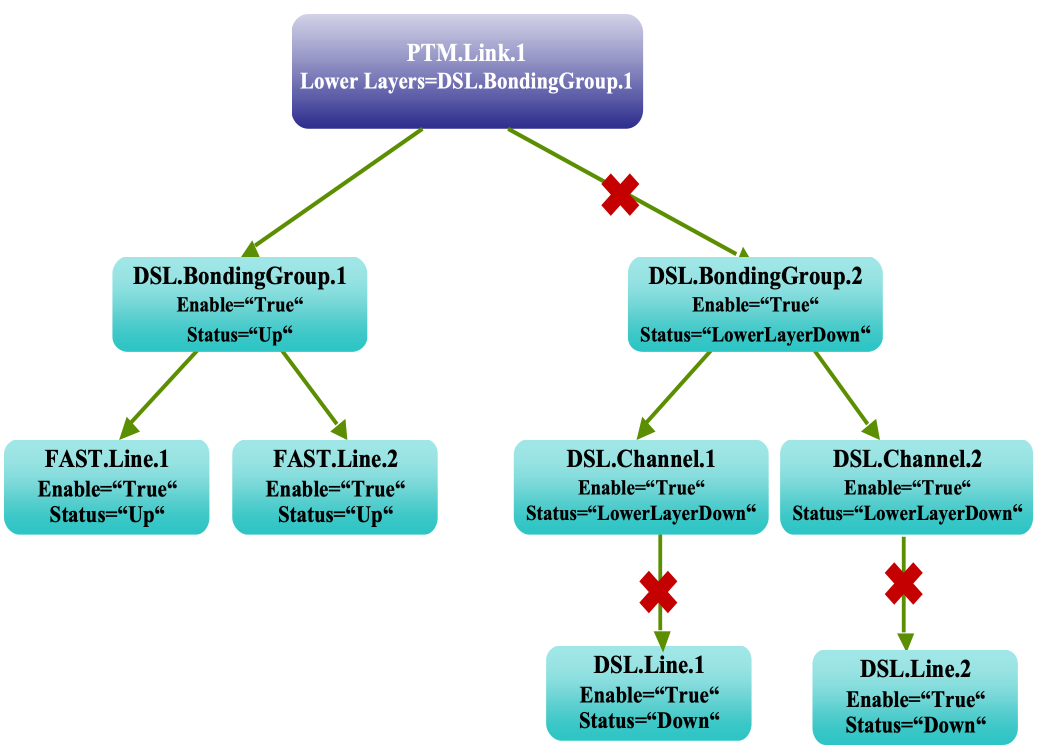 PTM.Link.1
Lower Layers=DSL.BondingGroup.1
DSL.BondingGroup.1
Enable=“True“
Status=“Up“
DSL.BondingGroup.2
Enable=“True“
Status=“LowerLayerDown“
FAST.Line.1
Enable=“True“
Status=“Up“
FAST.Line.2
Enable=“True“
Status=“Up“
DSL.Channel.1
Enable=“True“
Status=“LowerLayerDown“
DSL.Channel.2
Enable=“True“
Status=“LowerLayerDown“
DSL.Line.1
Enable=“True“
Status=“Down“
DSL.Line.2
Enable=“True“
Status=“Down“